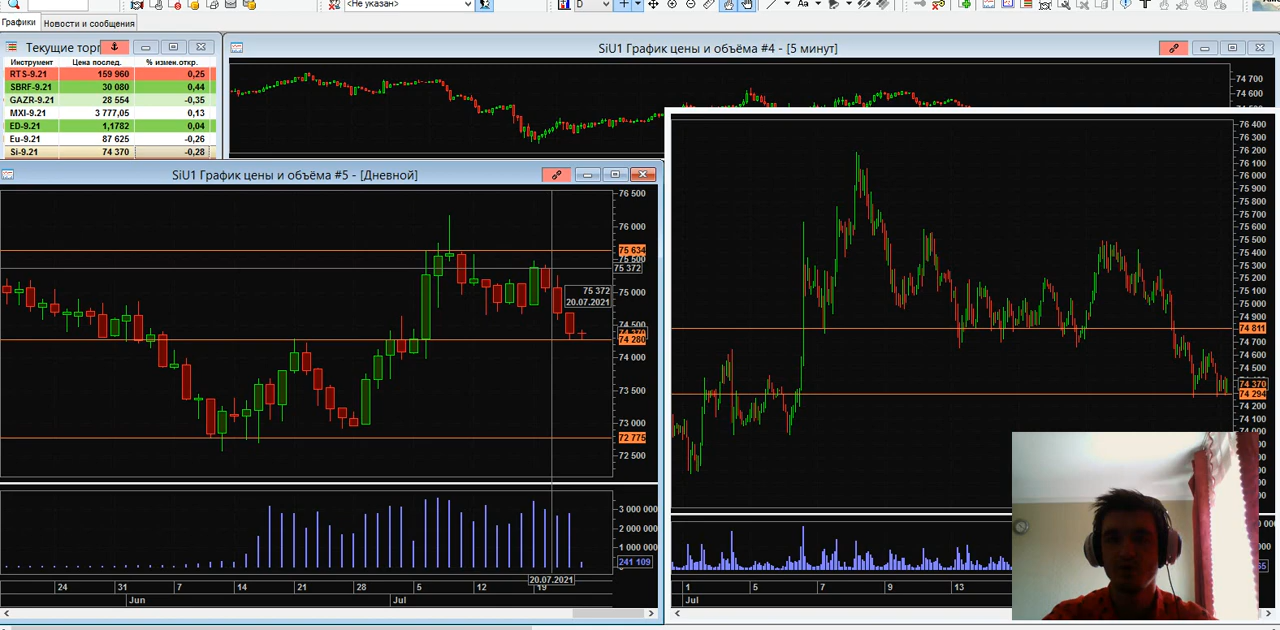 <Не указан>
D
Aa
T
Графики
Новости и сообщения
Текущие торг
Инструмент Цена послед. % измен.откр.
RTS-9.21 159 960 0,25
SBRF-9.21 30 080 0,44
GAZR-9.21 28 554 -0,35
MXI-9.21 3 777,05 0,13
ED-9.21 1,1782 0,04
Eu-9.21 87 625 -0,26
Si-9.21 74 370 -0,28
SiU1 График цены и объёма #4 - [5 минут]
74 700
74 600
SiU1 График цены и объёма #5 - [Дневной]
76 500
76 000
75 634
75 500
75 372
75 000
74 500
74 370
74 280
74 000
73 500
73 000
72 775
72 500
75 372
20.07.2021
3 000 000
2 000 000
1 000 000
241 109
20.07.2021
24 31 7 14 21 28 5 12 19
Jun Jul
76 400
76 300
76 200
76 100
76 000
75 900
75 800
75 700
75 600
75 500
75 400
75 300
75 200
75 100
75 000
74 900
74 811
74 700
74 600
74 500
74 370
74 294
74 200
74 100
74 000
1 5 7 9 13
Jul